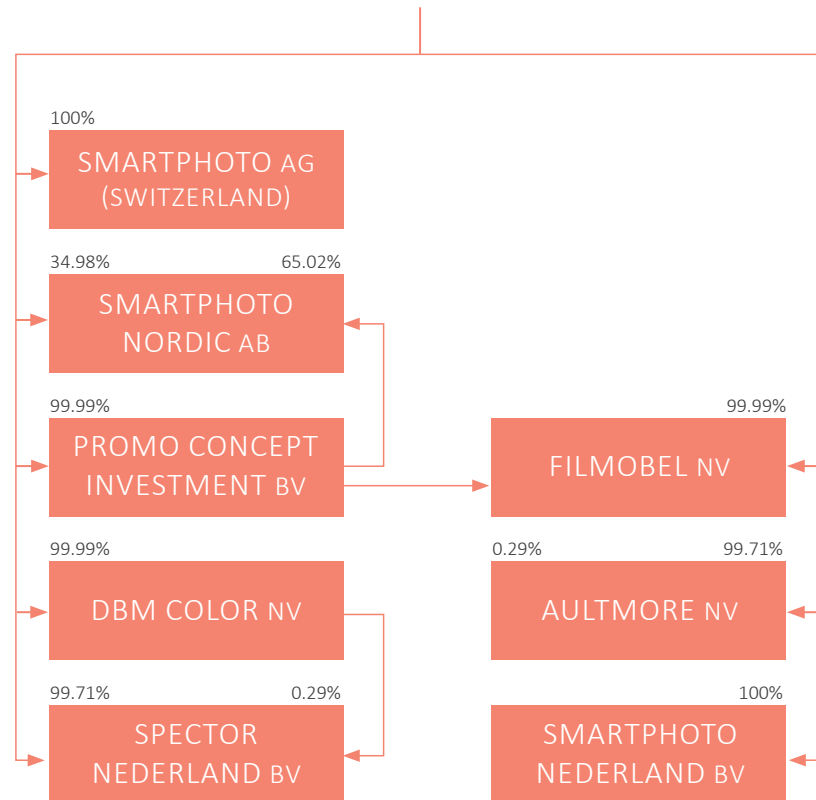 100%
SMARTPHOTO AG
(SWITZERLAND)
34.98% 65.02%
SMARTPHOTO
NORDIC AB
99.99%
PROMO CONCEPT
INVESTMENT BV
99.99%
FILMOBEL NV
99.99%
DBM COLOR NV
0.29% 99.71%
AULTMORE NV
99.71% 0.29%
SPECTOR
NEDERLAND BV
100%
SMARTPHOTO
NEDERLAND BV